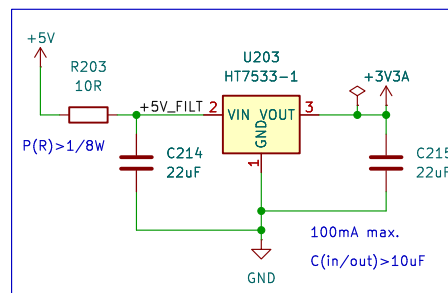 +5V
U203
HT7533-1
+3V3A
R203
10R
+5V_FILT
2
VIN VOUT
3
GND
1
P(R)>1/8W
C214
22uF
C215
22uF
100mA max.
C(in/out)>10uF
GND